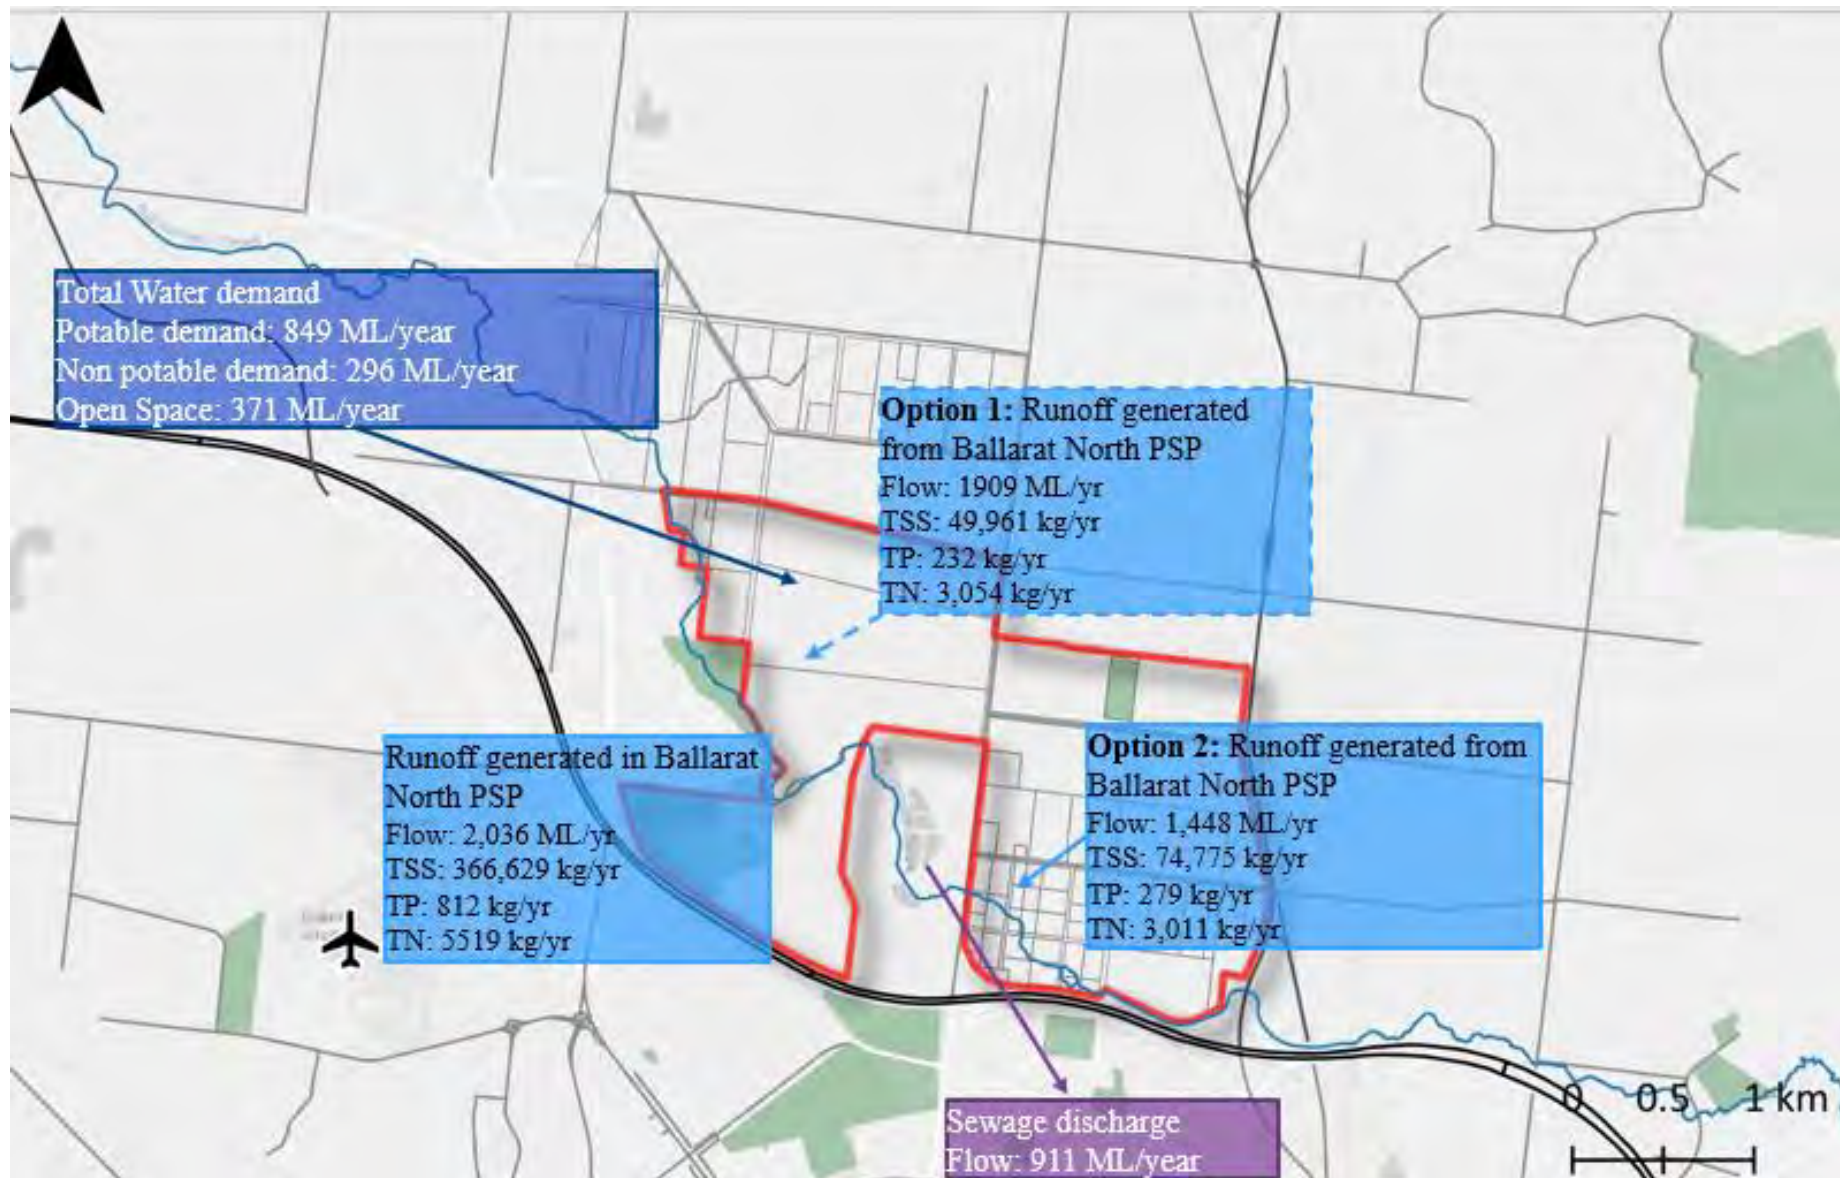 Total Water demand
Potable demand: 849 ML/year
Non potable demand: 296 ML/year
Open Space: 371 ML/year
Option 1: Runoff generated
from Ballarat North PSP
Flow: 1909 ML/yr
TSS: 49,961 kg/yr
TP: 232 kg/yr
TN: 3,054 kg/yr
Runoff generated in Ballarat
North PSP
Flow: 2,036 ML/yr
TSS: 366,629 kg/yr
TP: 812 kg/yr
TN: 5519 kg/yr
Option 2: Runoff generated from
Ballarat North PSP
Flow: 1,448 ML/yr
TSS: 74,775 kg/yr
TP: 279 kg/yr
TN: 3,011 kg/yr
Sewage discharge
Flow: 911 ML/year
0 0.5 1 km